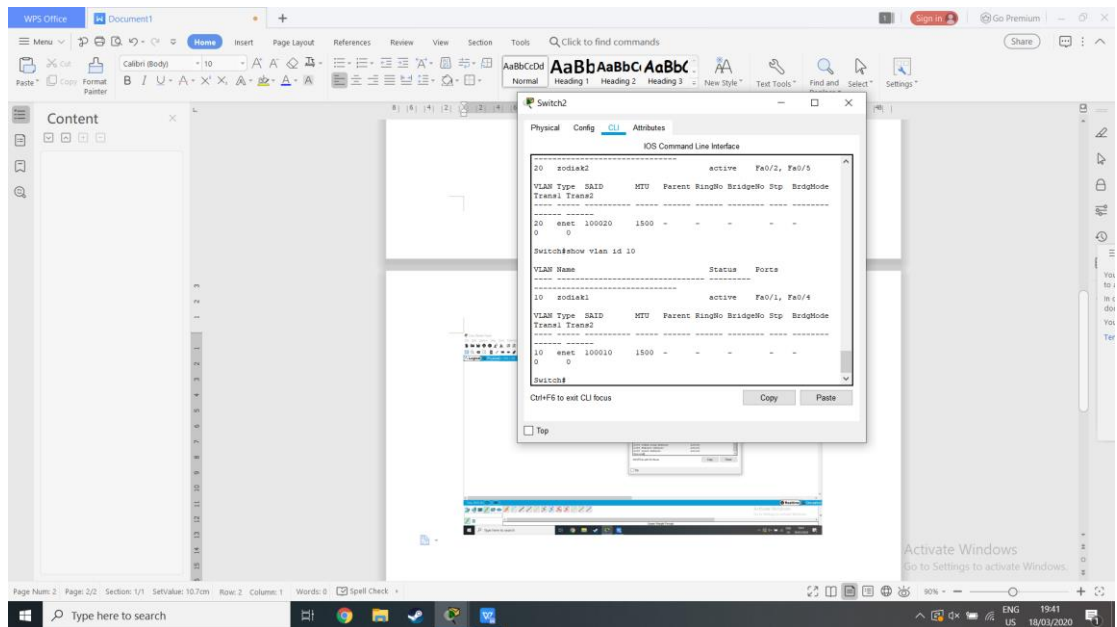 WPS Office
Document1
Sign in
Go Premium
Menu
Home
Insert
Page Layout
References
Review
View
Section
Tools
Click to find commands
Share
Paste
Cut
Copy
Format Painter
Calibri (Body)
10
AaBbCcDd
Normal
AaBb
Heading 1
AaBbC
Heading 2
AaBbC
Heading 3
New Style
Text Tools
Find and
Select
Settings
Content
Switch2
Physical Config CLI Attributes
IOS Command Line Interface
20 zodiak2 active Fa0/2, Fa0/5
VLAN Type SAID MTU Parent RingNo BridgeNo Stp BrdgMode
Trans1 Trans2
---- ----- ---------- ----- ------ ------ -------- ---- --------
------ ------
20 enet 100020 1500 - - - - -
0 0
Switch#show vlan id 10
VLAN Name Status Ports
10 zodiak1 active Fa0/1, Fa0/4
VLAN Type SAID MTU Parent RingNo BridgeNo Stp BrdgMode
Trans1 Trans2
---- ----- ---------- ----- ------ ------ -------- ---- --------
------ ------
10 enet 100010 1500 - - - - -
0 0
Switch#
Ctrl+F6 to exit CLI focus
Copy
Paste
Top
Activate Windows
Go to Settings to activate Windows.
Page Num: 2 Page: 2/2 Section: 1/1 SetValue: 10.7cm Row: 2 Column: 1 Words: 0 Spell Check
90%
Type here to search
ENG
US
19:41
18/03/2020